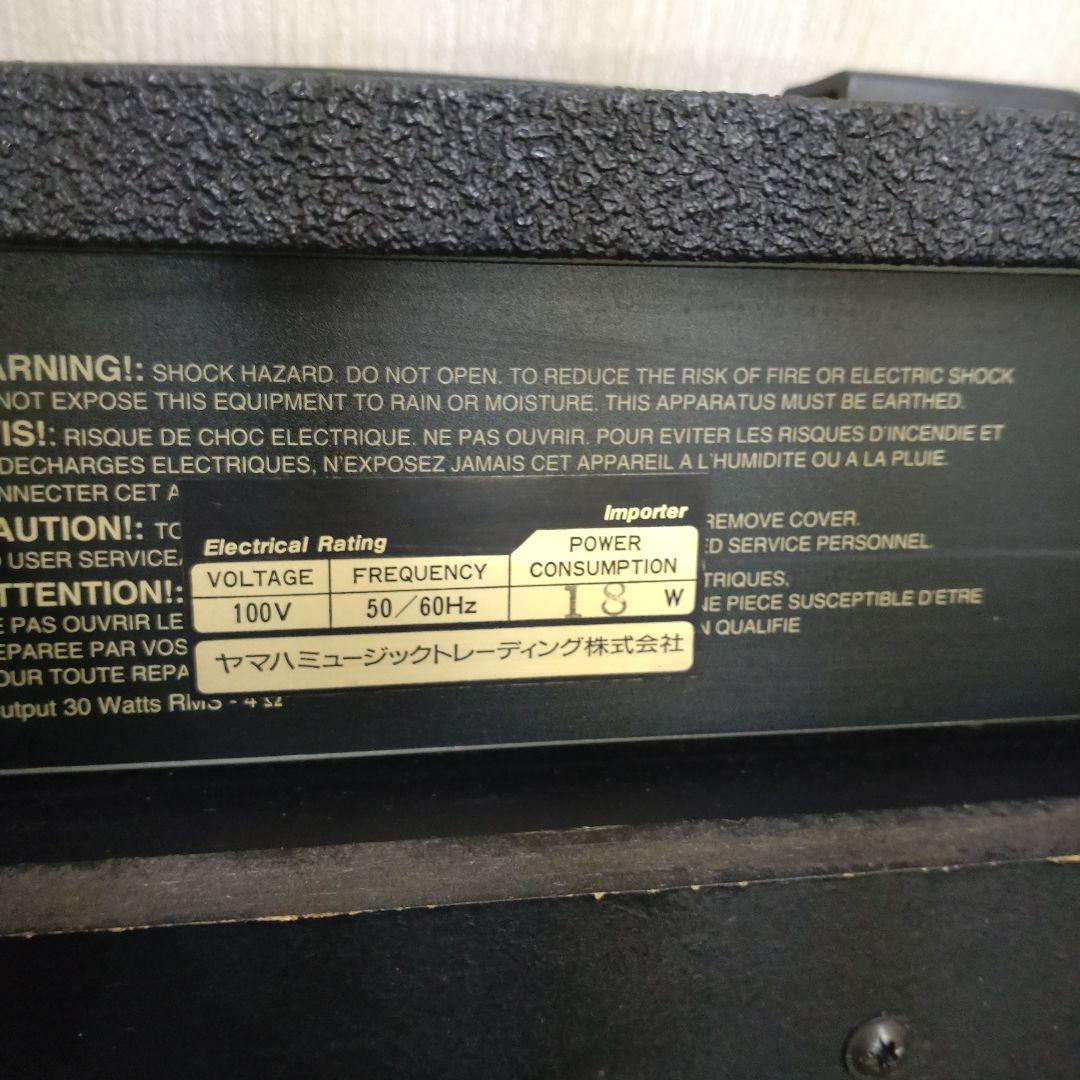 ARNING!: SHOCK HAZARD. DO NOT OPEN. TO REDUCE THE RISK OF FIRE OR ELECTRIC SHOCK
NOT EXPOSE THIS EQUIPMENT TO RAIN OR MOISTURE. THIS APPARATUS MUST BE EARTHED.
VIS!: RISQUE DE CHOC ELECTRIQUE. NE PAS OUVRIR. POUR EVITER LES RISQUES D'INCENDIE ET
DECHARGES ELECTRIQUES, N'EXPOSEZ JAMAIS CET APPAREIL A L'HUMIDITE OU A LA PLUIE.
NNECTER CET A
AUTION!: TO
REMOVE COVER.
USER SERVICE
ED SERVICE PERSONNEL.
TTENTION!:
TRIQUES,
E PAS OUVRIR LE
NE PIECE SUSCEPTIBLE D'ETRE
EPAREE PAR VOS
N QUALIFIE
OUR TOUTE REPA
utput 30 Watts RMS - 4 Ω
Importer
Electrical Rating
VOLTAGE FREQUENCY POWER CONSUMPTION
100V 50/60Hz 18 W
ヤマハミュージックトレーディング株式会社